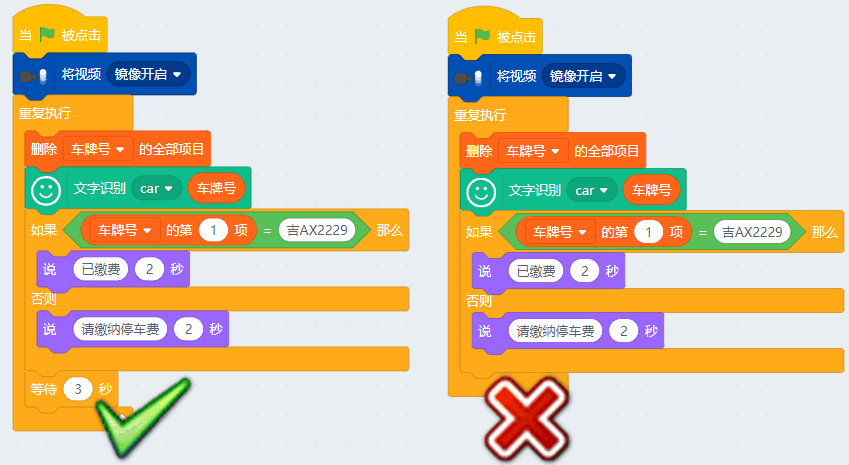 当 被点击
将视频 镜像开启
重复执行
删除 车牌号 的全部项目
文字识别 car 车牌号
如果 车牌号 的第 1 项 = 吉AX2229 那么
说 已缴费 2 秒
否则
说 请缴纳停车费 2 秒
等待 3 秒
当 被点击
将视频 镜像开启
重复执行
删除 车牌号 的全部项目
文字识别 car 车牌号
如果 车牌号 的第 1 项 = 吉AX2229 那么
说 已缴费 2 秒
否则
说 请缴纳停车费 2 秒